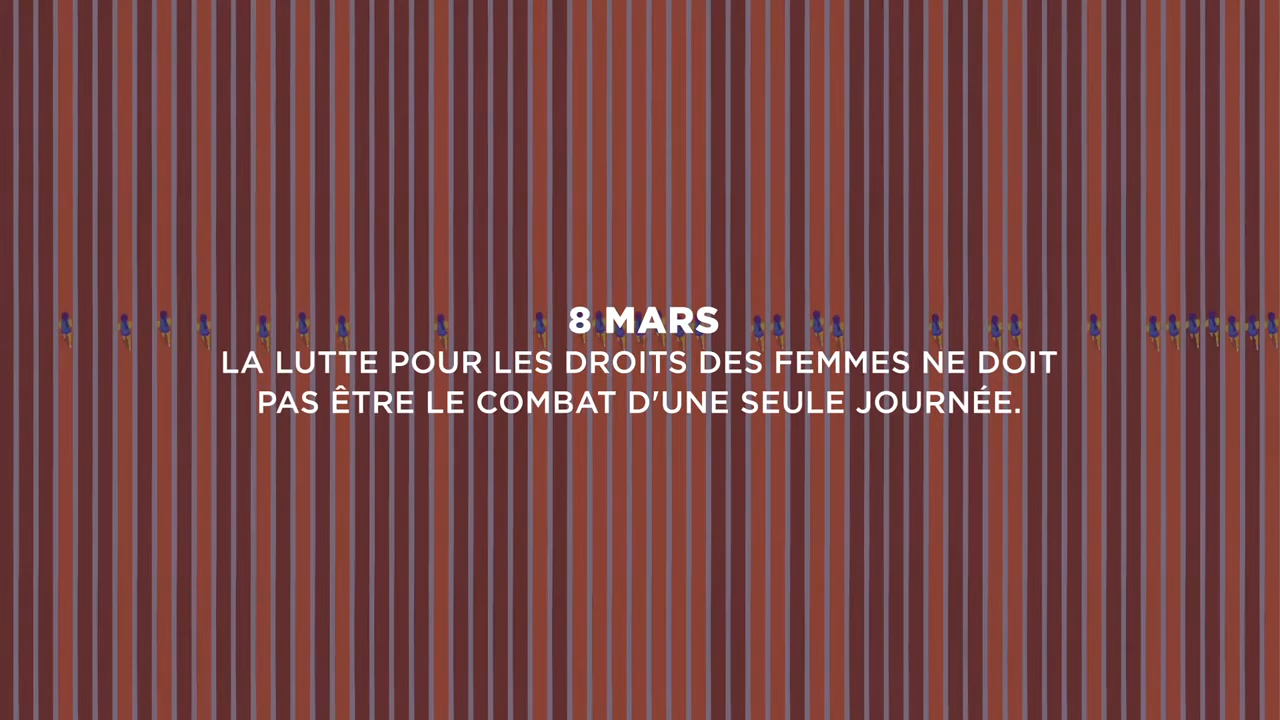 8 MARS
LA LUTTE POUR LES DROITS DES FEMMES NE DOIT
PAS ÊTRE LE COMBAT D'UNE SEULE JOURNÉE.